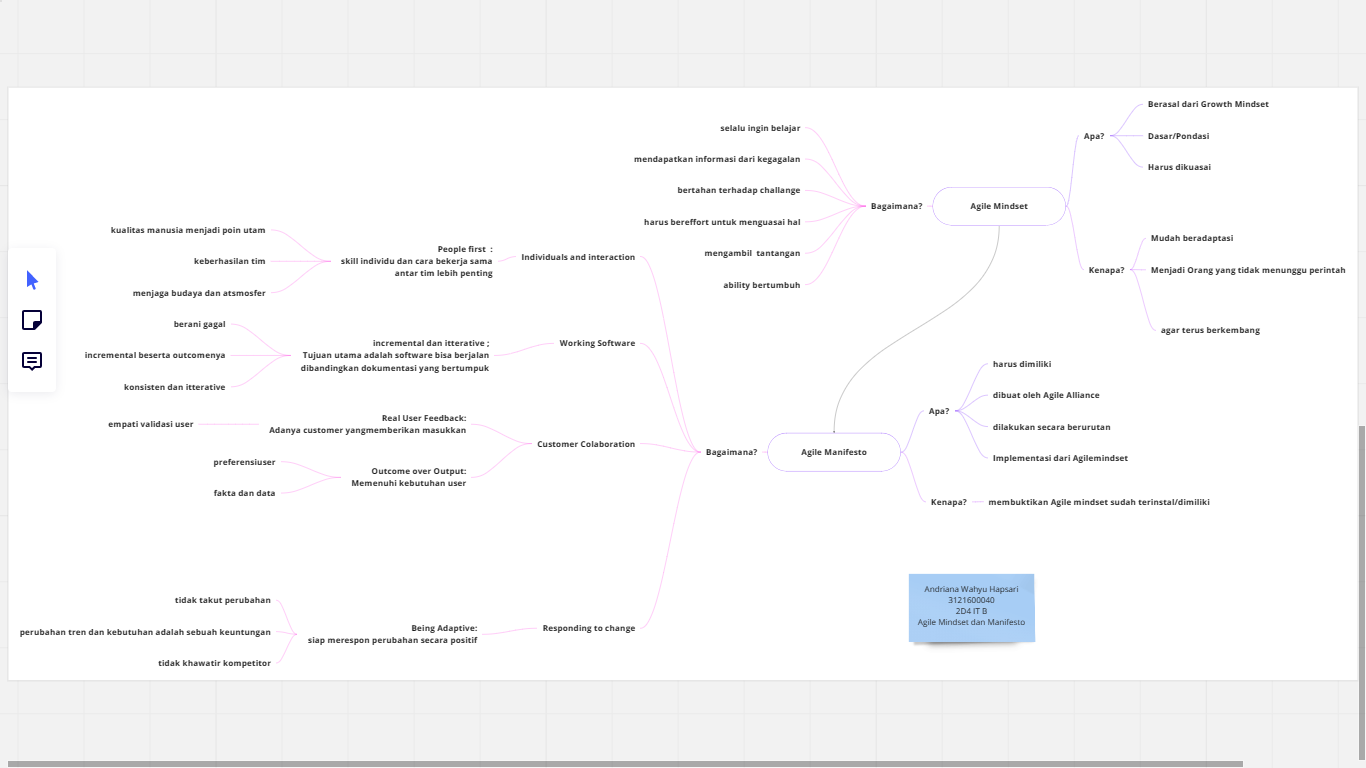 Agile Mindset
Apa?
Berasal dari Growth Mindset
Dasar/Pondasi
Harus dikuasai
Kenapa?
Mudah beradaptasi
Menjadi Orang yang tidak menunggu perintah
agar terus berkembang
Bagaimana?
selalu ingin belajar
mendapatkan informasi dari kegagalan
bertahan terhadap challange
harus bereffort untuk menguasai hal
mengambil  tantangan
ability bertumbuh
Agile Manifesto
Apa?
harus dimiliki
dibuat oleh Agile Alliance
dilakukan secara berurutan
Implementasi dari Agilemindset
Kenapa?
membuktikan Agile mindset sudah terinstal/dimiliki
Bagaimana?
Individuals and interaction
People first  :
skill individu dan cara bekerja sama
antar tim lebih penting
kualitas manusia menjadi poin utam
keberhasilan tim
menjaga budaya dan atsmosfer
Working Software
incremental dan itterative ;
Tujuan utama adalah software bisa berjalan
dibandingkan dokumentasi yang bertumpuk
berani gagal
incremental beserta outcomenya
konsisten dan itterative
Customer Colaboration
Real User Feedback:
Adanya customer yangmemberikan masukkan
empati validasi user
Outcome over Output:
Memenuhi kebutuhan user
preferensiuser
fakta dan data
Responding to change
Being Adaptive:
siap merespon perubahan secara positif
tidak takut perubahan
perubahan tren dan kebutuhan adalah sebuah keuntungan
tidak khawatir kompetitor
Andriana Wahyu Hapsari
3121600040
2D4 IT B
Agile Mindset dan Manifesto